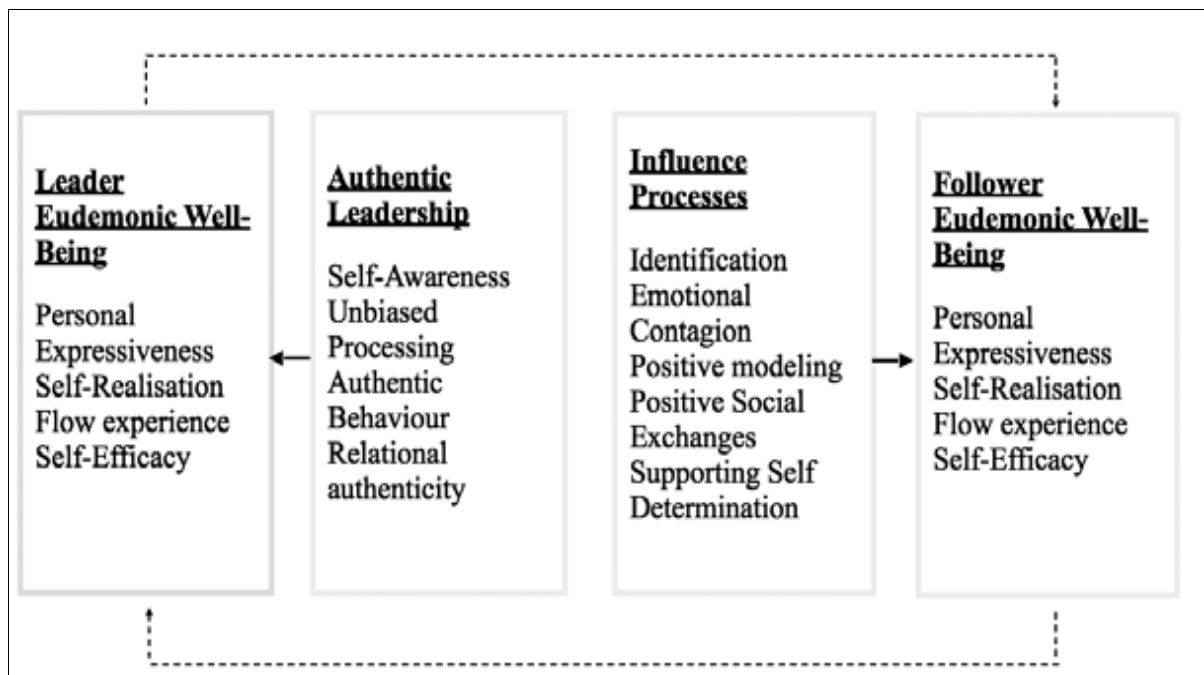 Leader
Eudemonic Well-
Being
Personal
Expressiveness
Self-Realisation
Flow experience
Self-Efficacy
Authentic
Leadership
Self-Awareness
Unbiased
Processing
Authentic
Behaviour
Relational
authenticity
Influence
Processes
Identification
Emotional
Contagion
Positive modeling
Positive Social
Exchanges
Supporting Self
Determination
Follower
Eudemonic Well-
Being
Personal
Expressiveness
Self-Realisation
Flow experience
Self-Efficacy